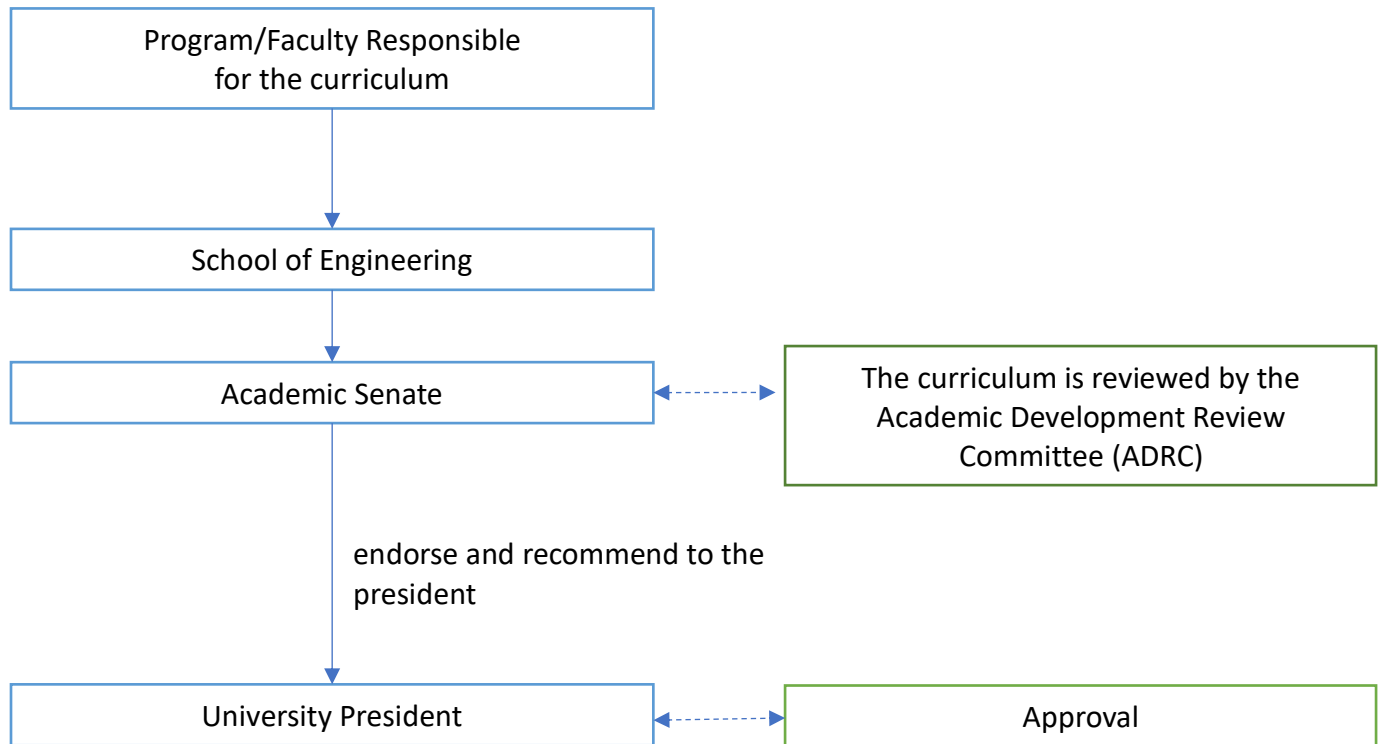 Program/Faculty Responsible
for the curriculum
School of Engineering
Academic Senate
The curriculum is reviewed by the
Academic Development Review
Committee (ADRC)
endorse and recommend to the
president
University President
Approval